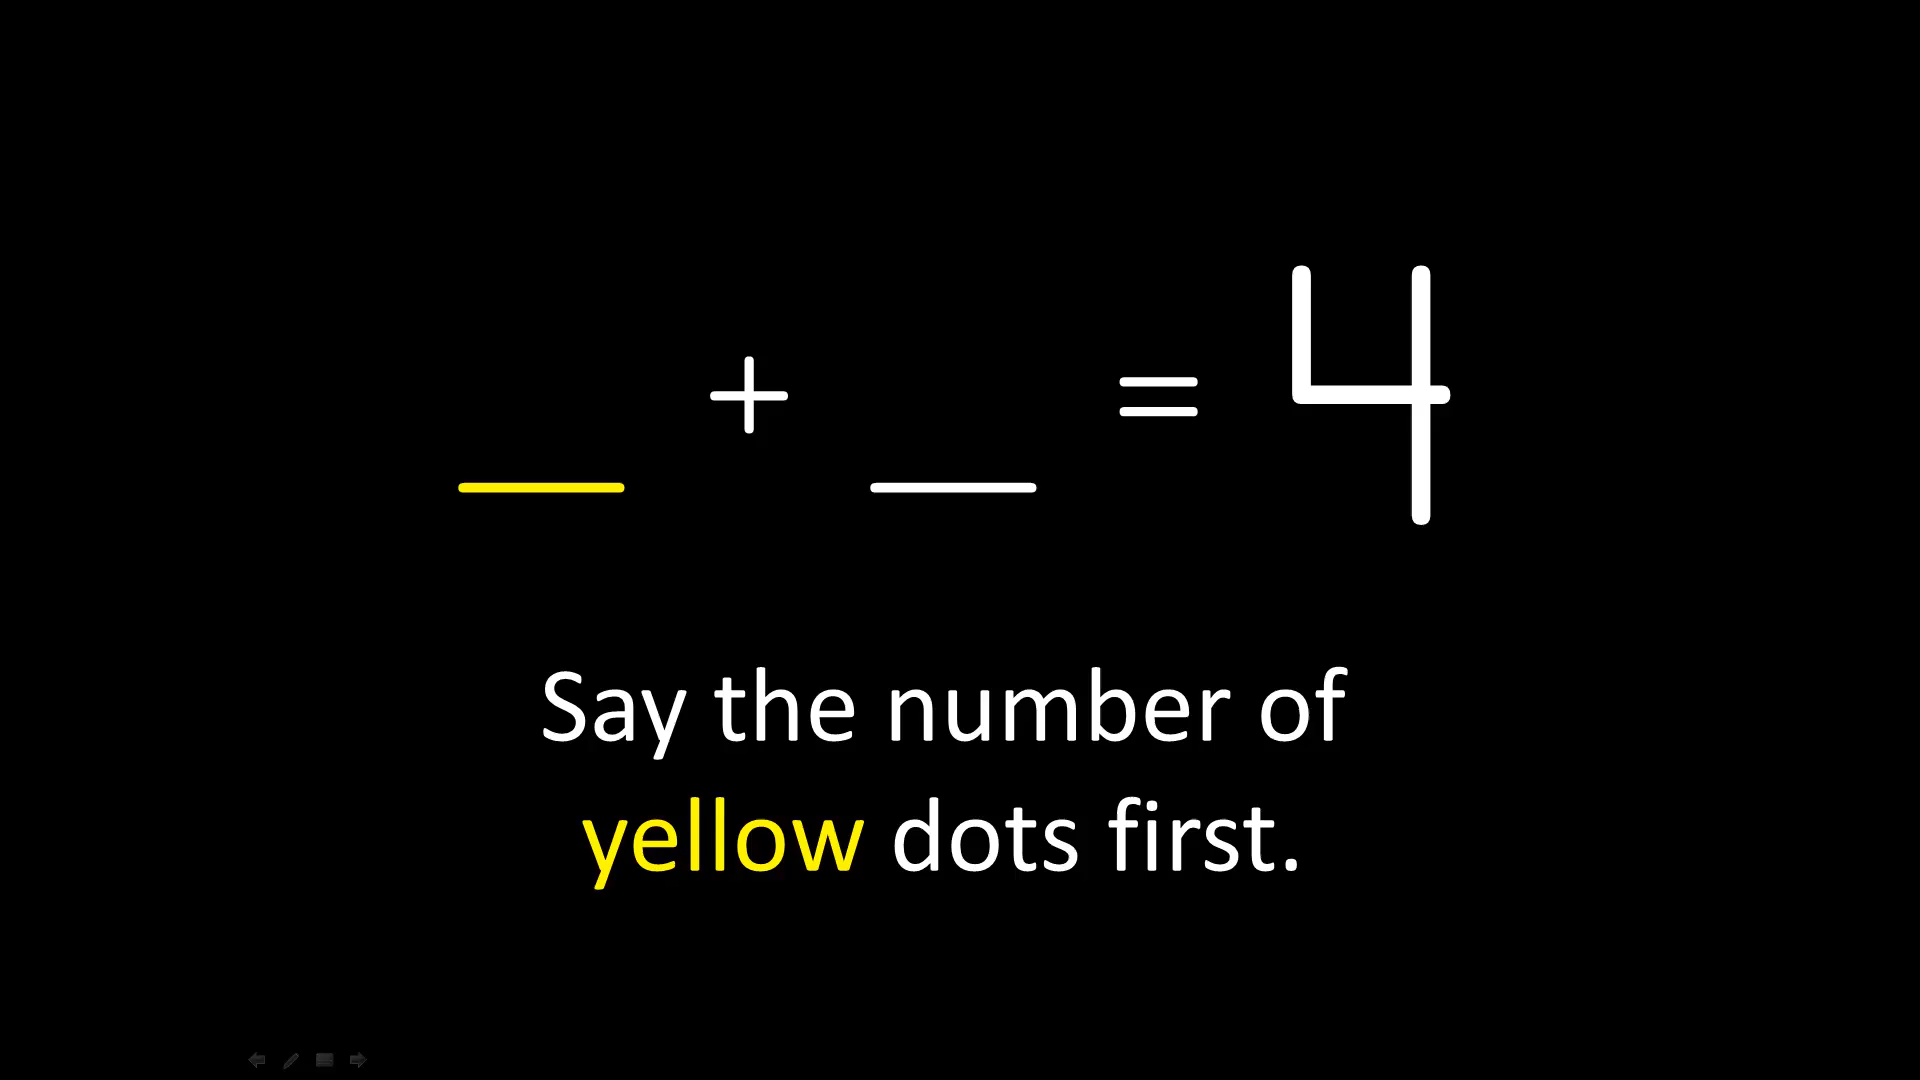 _ + _ = 4
Say the number of
yellow dots first.